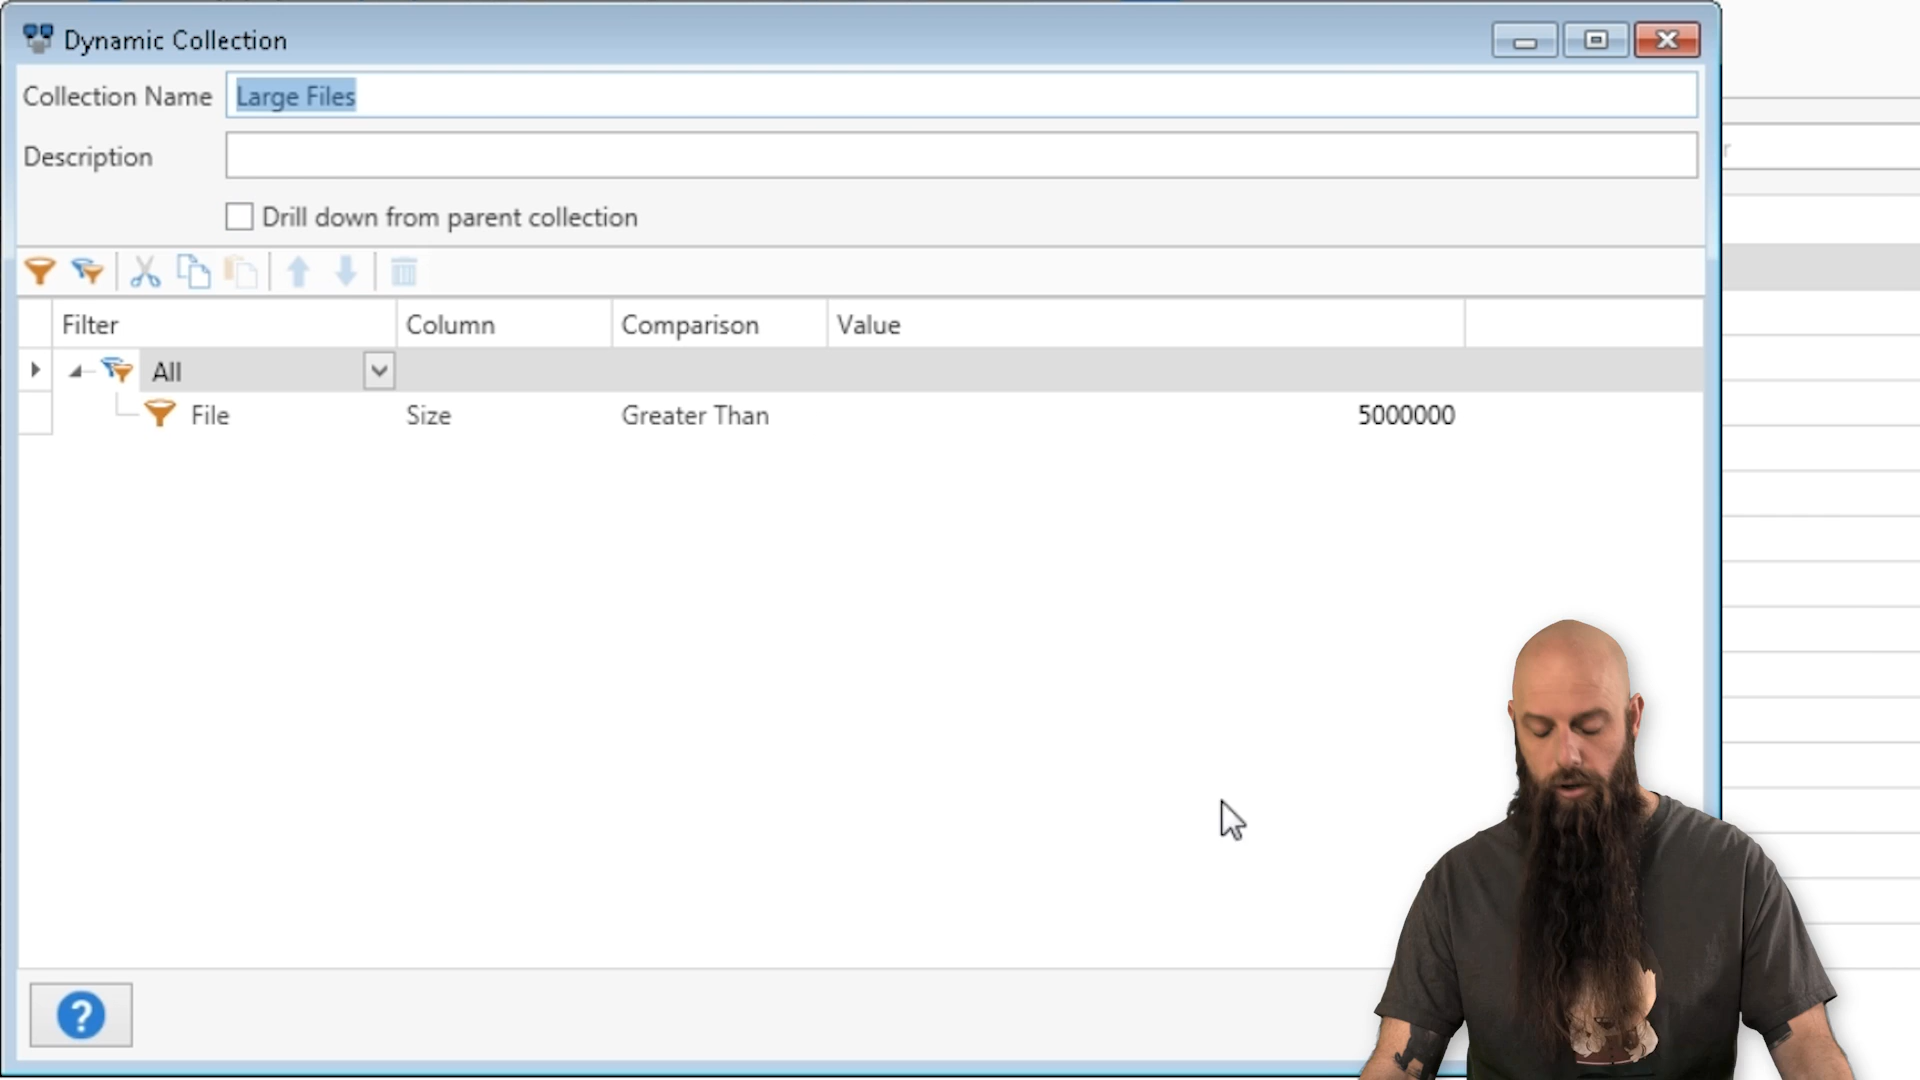 Dynamic Collection
Collection Name Large Files
Description
Drill down from parent collection
r
Filter Column Comparison Value
All
File Size Greater Than 5000000
?